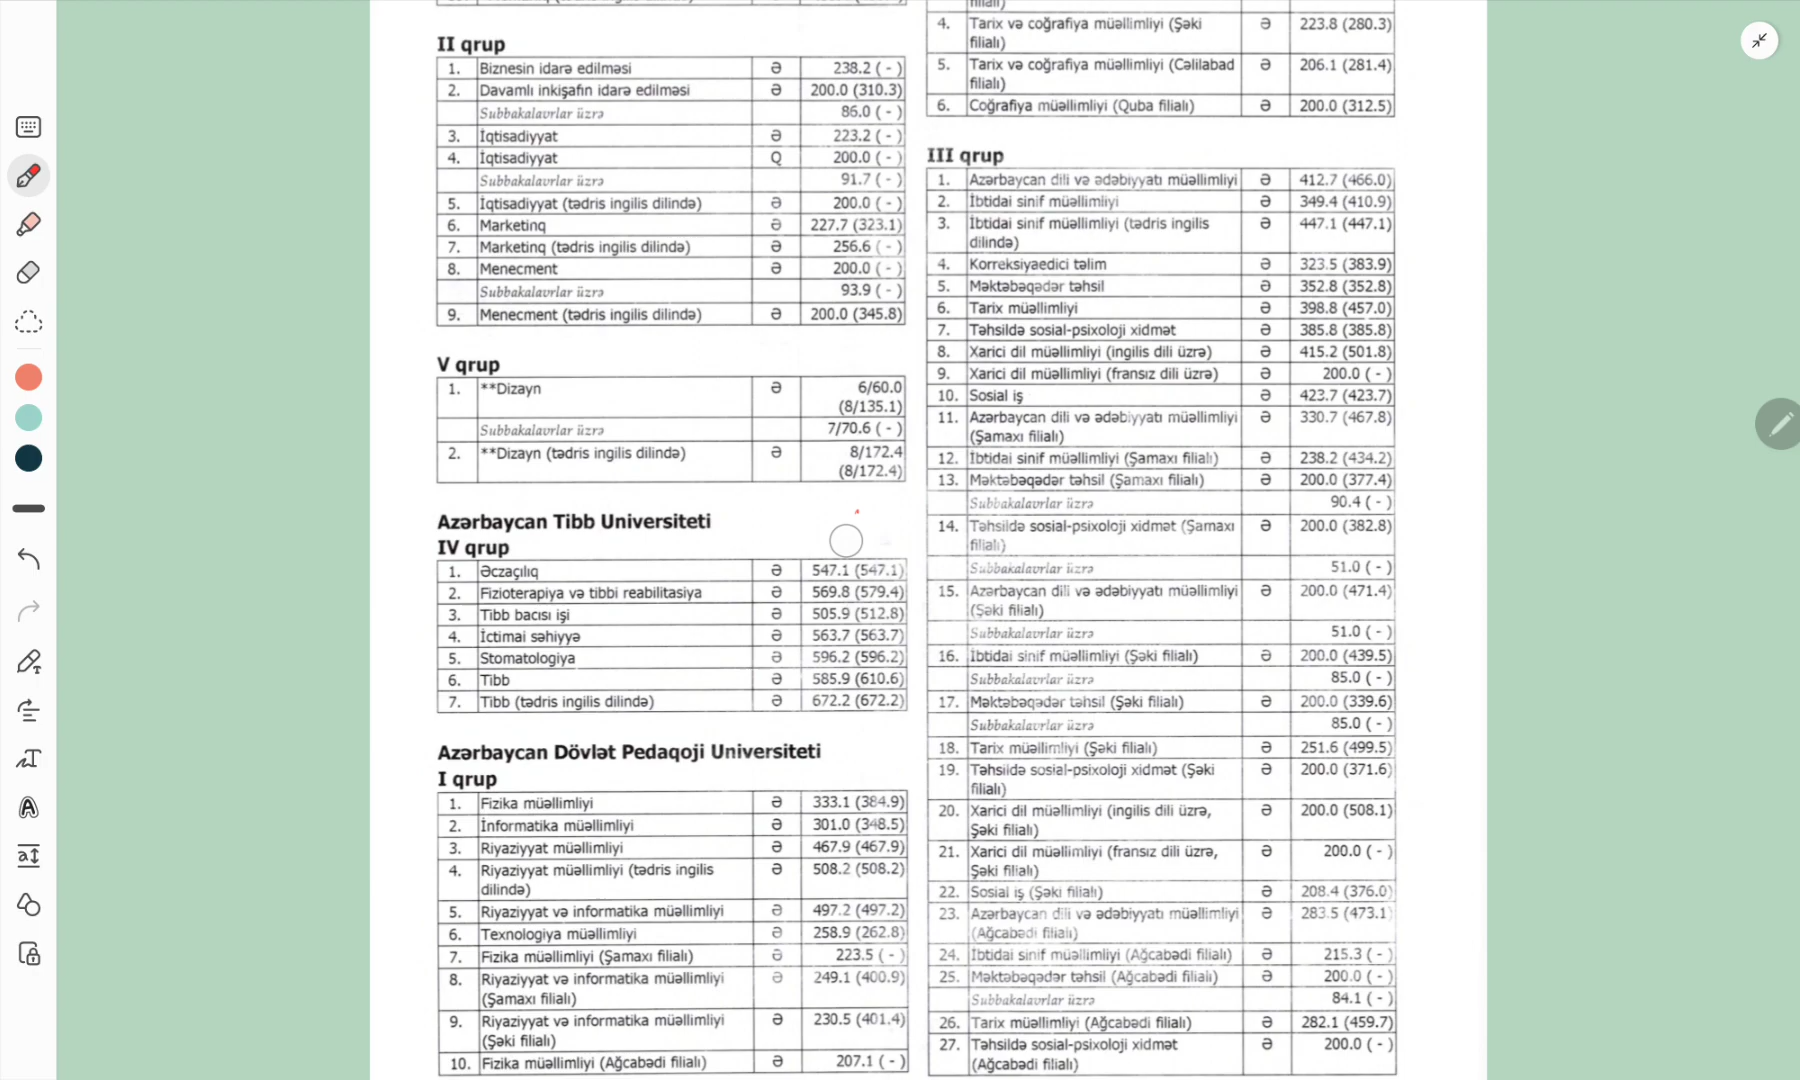 II qrup
1. Biznesin idarə edilməsi Ə 238.2 ( - )
2. Davamlı inkişafın idarə edilməsi Ə 200.0 (310.3)
Subbakalavrlar üzrə 86.0 ( - )
3. İqtisadiyyat Ə 223.2 ( - )
4. İqtisadiyyat Q 200.0 ( - )
Subbakalavrlar üzrə 91.7 ( - )
5. İqtisadiyyat (tədris ingilis dilində) Ə 200.0 ( - )
6. Marketinq Ə 227.7 (323.1)
7. Marketinq (tədris ingilis dilində) Ə 256.6 ( - )
8. Menecment Ə 200.0 ( - )
Subbakalavrlar üzrə 93.9 ( - )
9. Menecment (tədris ingilis dilində) Ə 200.0 (345.8)
V qrup
1. **Dizayn Ə 6/60.0
(8/135.1)
Subbakalavrlar üzrə 7/70.6 ( - )
2. **Dizayn (tədris ingilis dilində) Ə 8/172.4
(8/172.4)
Azərbaycan Tibb Universiteti
IV qrup
1. Əczaçılıq Ə 547.1 (547.1)
2. Fizioterapiya və tibbi reabilitasiya Ə 569.8 (579.4)
3. Tibb bacısı işi Ə 505.9 (512.8)
4. İctimai səhiyyə Ə 563.7 (563.7)
5. Stomatologiya Ə 596.2 (596.2)
6. Tibb Ə 585.9 (610.6)
7. Tibb (tədris ingilis dilində) Ə 672.2 (672.2)
Azərbaycan Dövlət Pedaqoji Universiteti
I qrup
1. Fizika müəllimliyi Ə 333.1 (384.9)
2. İnformatika müəllimliyi Ə 301.0 (348.5)
3. Riyaziyyat müəllimliyi Ə 467.9 (467.9)
4. Riyaziyyat müəllimliyi (tədris ingilis Ə 508.2 (508.2)
dilində)
5. Riyaziyyat və informatika müəllimliyi Ə 497.2 (497.2)
6. Texnologiya müəllimliyi Ə 258.9 (262.8)
7. Fizika müəllimliyi (Şamaxı filialı) Ə 223.5 ( - )
8. Riyaziyyat və informatika müəllimliyi Ə 249.1 (400.9)
(Şamaxı filialı)
9. Riyaziyyat və informatika müəllimliyi Ə 230.5 (401.4)
(Şəki filialı)
10. Fizika müəllimliyi (Ağcabədi filialı) Ə 207.1 ( - )
filialı)
4. Tarix və coğrafiya müəllimliyi (Şəki Ə 223.8 (280.3)
filialı)
5. Tarix və coğrafiya müəllimliyi (Cəlilabad Ə 206.1 (281.4)
filialı)
6. Coğrafiya müəllimliyi (Quba filialı) Ə 200.0 (312.5)
III qrup
1. Azərbaycan dili və ədəbiyyatı müəllimliyi Ə 412.7 (466.0)
2. İbtidai sinif müəllimliyi Ə 349.4 (410.9)
3. İbtidai sinif müəllimliyi (tədris ingilis Ə 447.1 (447.1)
dilində)
4. Korreksiyaedici təlim Ə 323.5 (383.9)
5. Məktəbəqədər təhsil Ə 352.8 (352.8)
6. Tarix müəllimliyi Ə 398.8 (457.0)
7. Təhsildə sosial-psixoloji xidmət Ə 385.8 (385.8)
8. Xarici dil müəllimliyi (ingilis dili üzrə) Ə 415.2 (501.8)
9. Xarici dil müəllimliyi (fransız dili üzrə) Ə 200.0 ( - )
10. Sosial iş Ə 423.7 (423.7)
11. Azərbaycan dili və ədəbiyyatı müəllimliyi Ə 330.7 (467.8)
(Şamaxı filialı)
12. İbtidai sinif müəllimliyi (Şamaxı filialı) Ə 238.2 (434.2)
13. Məktəbəqədər təhsil (Şamaxı filialı) Ə 200.0 (377.4)
Subbakalavrlar üzrə 90.4 ( - )
14. Təhsildə sosial-psixoloji xidmət (Şamaxı Ə 200.0 (382.8)
filialı)
Subbakalavrlar üzrə 51.0 ( - )
15. Azərbaycan dili və ədəbiyyatı müəllimliyi Ə 200.0 (471.4)
(Şəki filialı)
Subbakalavrlar üzrə 51.0 ( - )
16. İbtidai sinif müəllimliyi (Şəki filialı) Ə 200.0 (439.5)
Subbakalavrlar üzrə 85.0 ( - )
17. Məktəbəqədər təhsil (Şəki filialı) Ə 200.0 (339.6)
Subbakalavrlar üzrə 85.0 ( - )
18. Tarix müəllimliyi (Şəki filialı) Ə 251.6 (499.5)
19. Təhsildə sosial-psixoloji xidmət (Şəki Ə 200.0 (371.6)
filialı)
20. Xarici dil müəllimliyi (ingilis dili üzrə, Ə 200.0 (508.1)
Şəki filialı)
21. Xarici dil müəllimliyi (fransız dili üzrə, Ə 200.0 ( - )
Şəki filialı)
22. Sosial iş (Şəki filialı) Ə 208.4 (376.0)
23. Azərbaycan dili və ədəbiyyatı müəllimliyi Ə 283.5 (473.1)
(Ağcabədi filialı)
24. İbtidai sinif müəllimliyi (Ağcabədi filialı) Ə 215.3 ( - )
25. Məktəbəqədər təhsil (Ağcabədi filialı) Ə 200.0 ( - )
Subbakalavrlar üzrə 84.1 ( - )
26. Tarix müəllimliyi (Ağcabədi filialı) Ə 282.1 (459.7)
27. Təhsildə sosial-psixoloji xidmət Ə 200.0 ( - )
(Ağcabədi filialı)